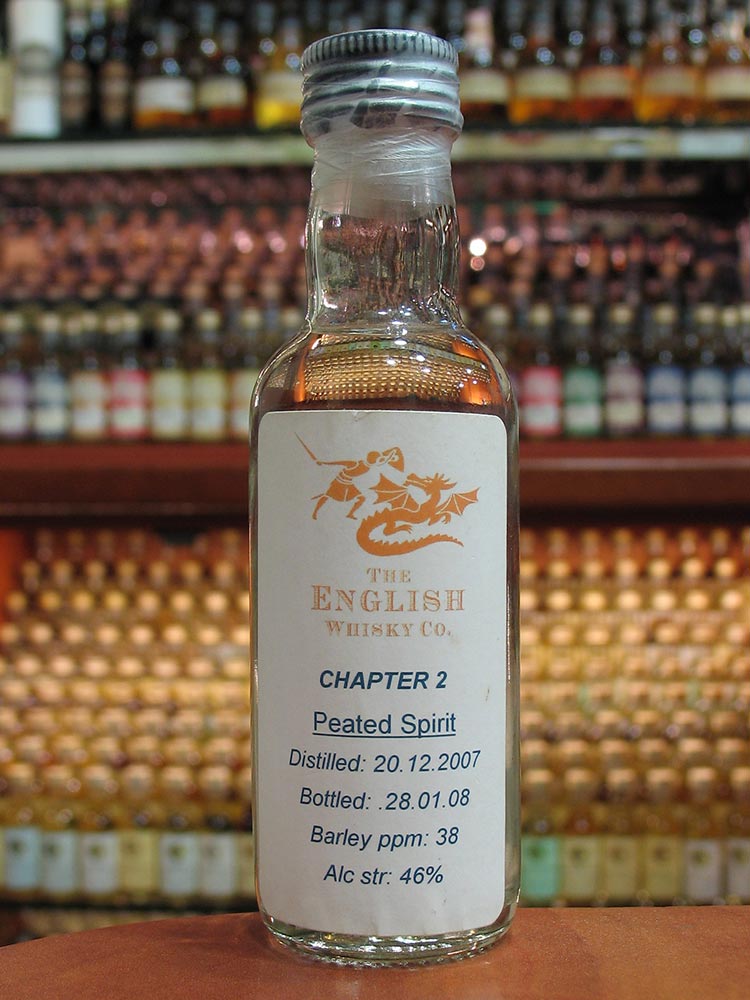 THE
ENGLISH
WHISKY CO.
CHAPTER 2
Peated Spirit
Distilled: 20.12.2007
Bottled: .28.01.08
Barley ppm: 38
Alc str: 46%